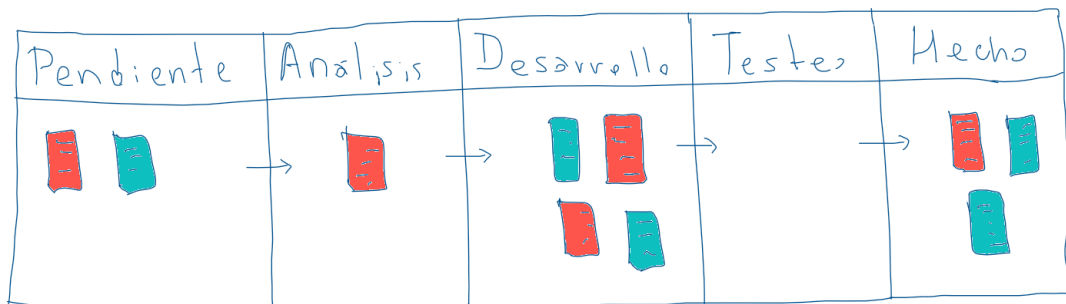 Pendiente
Análisis
Desarrollo
Testeo
Hecho